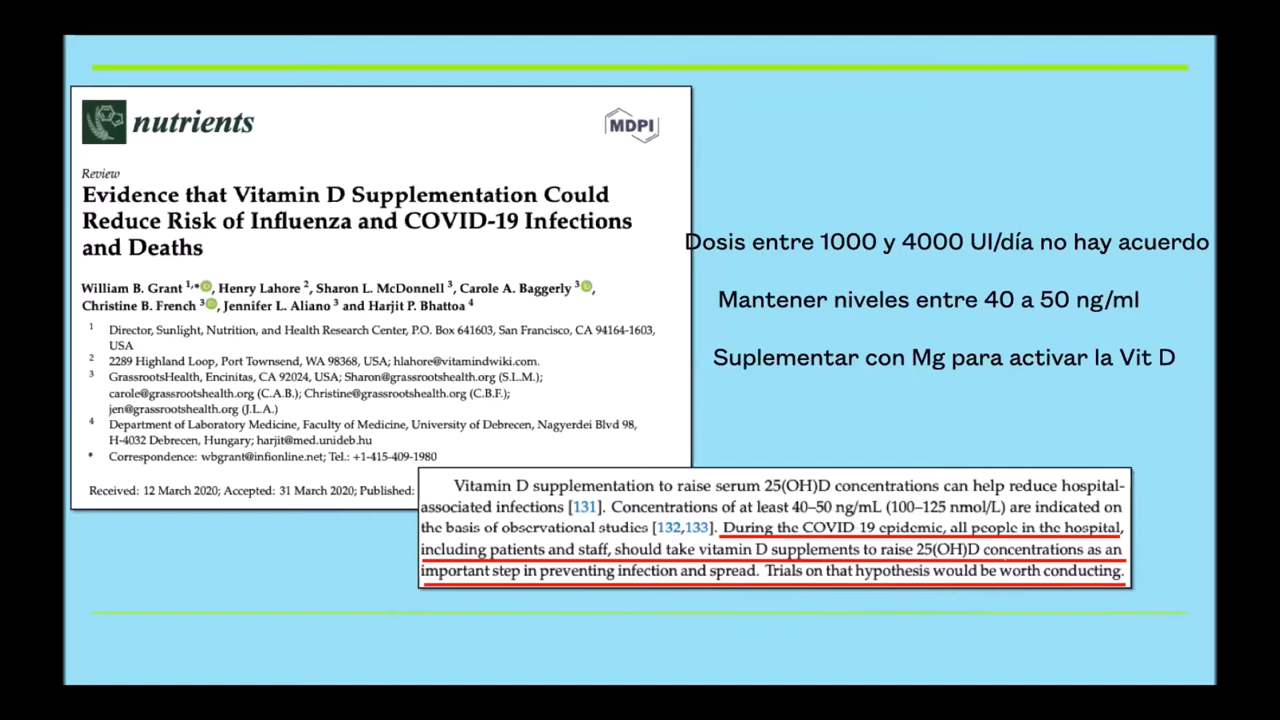 nutrients
MDPI
Review
Evidence that Vitamin D Supplementation Could
Reduce Risk of Influenza and COVID-19 Infections
and Deaths
William B. Grant 1,*, Henry Lahore 2, Sharon L. McDonnell 3, Carole A. Baggerly 3,
Christine B. French 3, Jennifer L. Aliano 3 and Harjit P. Bhattoa 4
1 Director, Sunlight, Nutrition, and Health Research Center, P.O. Box 641603, San Francisco, CA 94164-1603,
USA
2 2289 Highland Loop, Port Townsend, WA 98368, USA; hlahore@vitamindwiki.com.
3 GrassrootsHealth, Encinitas, CA 92024, USA; Sharon@grassrootshealth.org (S.L.M.);
carole@grassrootshealth.org (C.A.B.); Christine@grassrootshealth.org (C.B.F.);
jen@grassrootshealth.org (J.L.A.)
4 Department of Laboratory Medicine, Faculty of Medicine, University of Debrecen, Nagyerdei Blvd 98,
H-4032 Debrecen, Hungary; harjit@med.unideb.hu
* Correspondence: wbgrant@infionline.net; Tel.: +1-415-409-1980
Received: 12 March 2020; Accepted: 31 March 2020; Published:
Dosis entre 1000 y 4000 UI/día no hay acuerdo
Mantener niveles entre 40 a 50 ng/ml
Suplementar con Mg para activar la Vit D
Vitamin D supplementation to raise serum 25(OH)D concentrations can help reduce hospital-
associated infections [131]. Concentrations of at least 40–50 ng/mL (100–125 nmol/L) are indicated on
the basis of observational studies [132,133]. During the COVID 19 epidemic, all people in the hospital,
including patients and staff, should take vitamin D supplements to raise 25(OH)D concentrations as an
important step in preventing infection and spread. Trials on that hypothesis would be worth conducting.